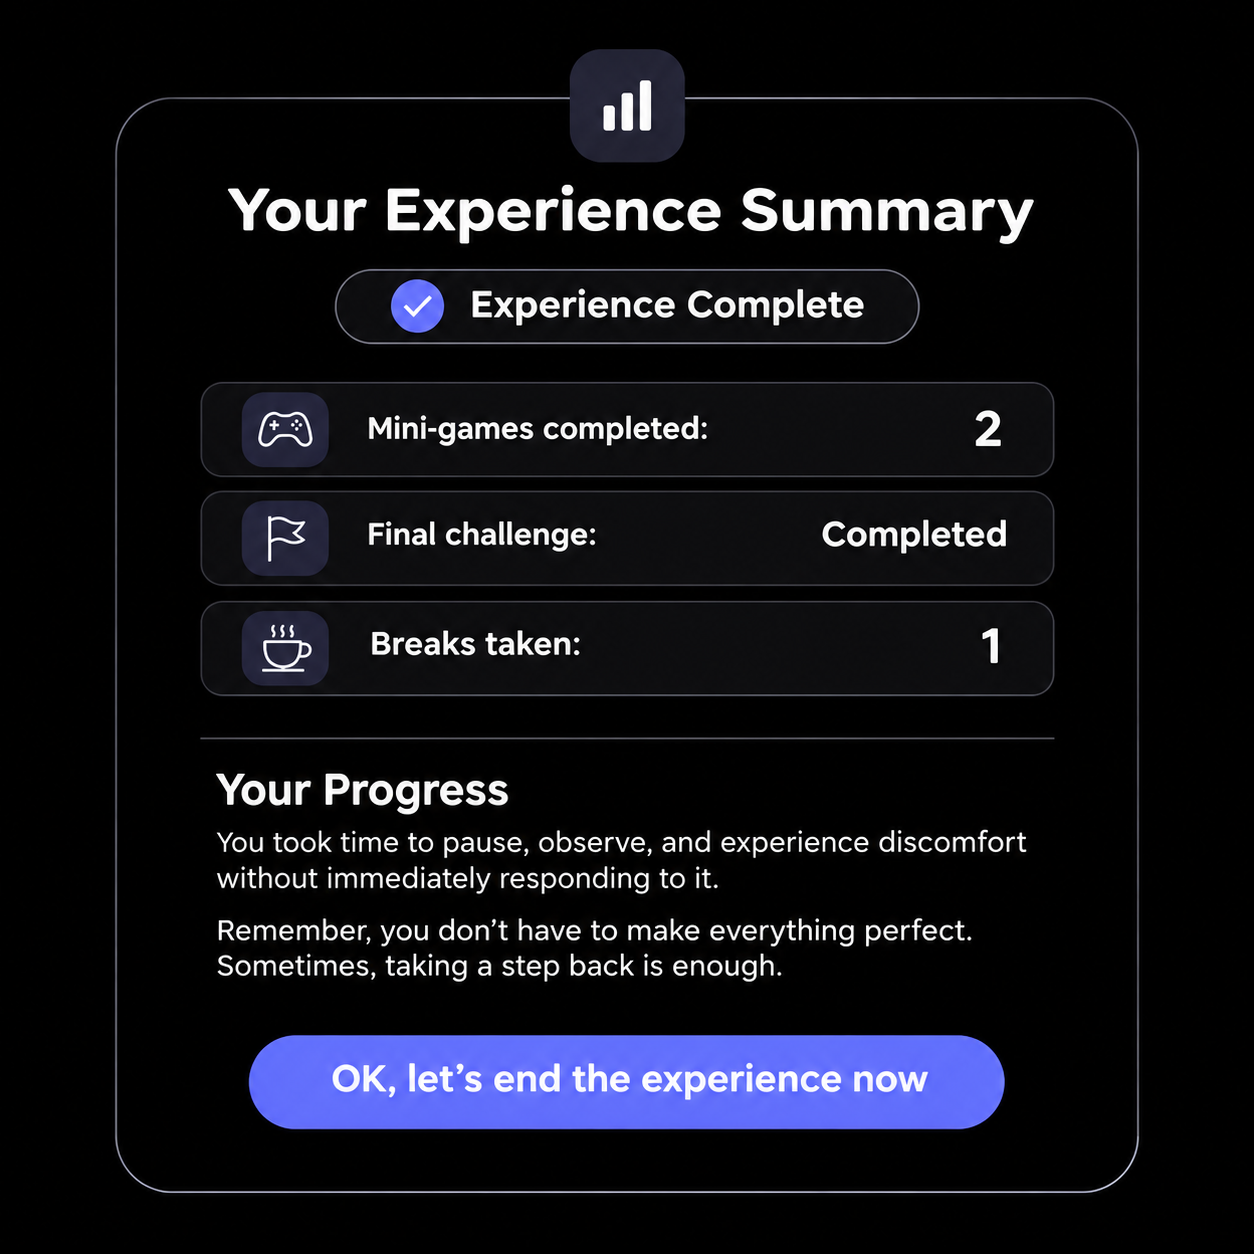 Your Experience Summary
Experience Complete
Mini-games completed: 2
Final challenge: Completed
Breaks taken: 1
Your Progress
You took time to pause, observe, and experience discomfort
without immediately responding to it.
Remember, you don’t have to make everything perfect.
Sometimes, taking a step back is enough.
OK, let’s end the experience now